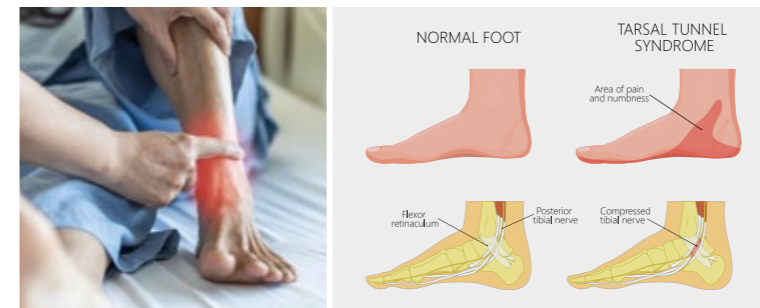 NORMAL FOOT
TARSAL TUNNEL
SYNDROME
Area of pain
and numbness
Flexor
retinaculum
Posterior
tibial nerve
Compressed
tibial nerve